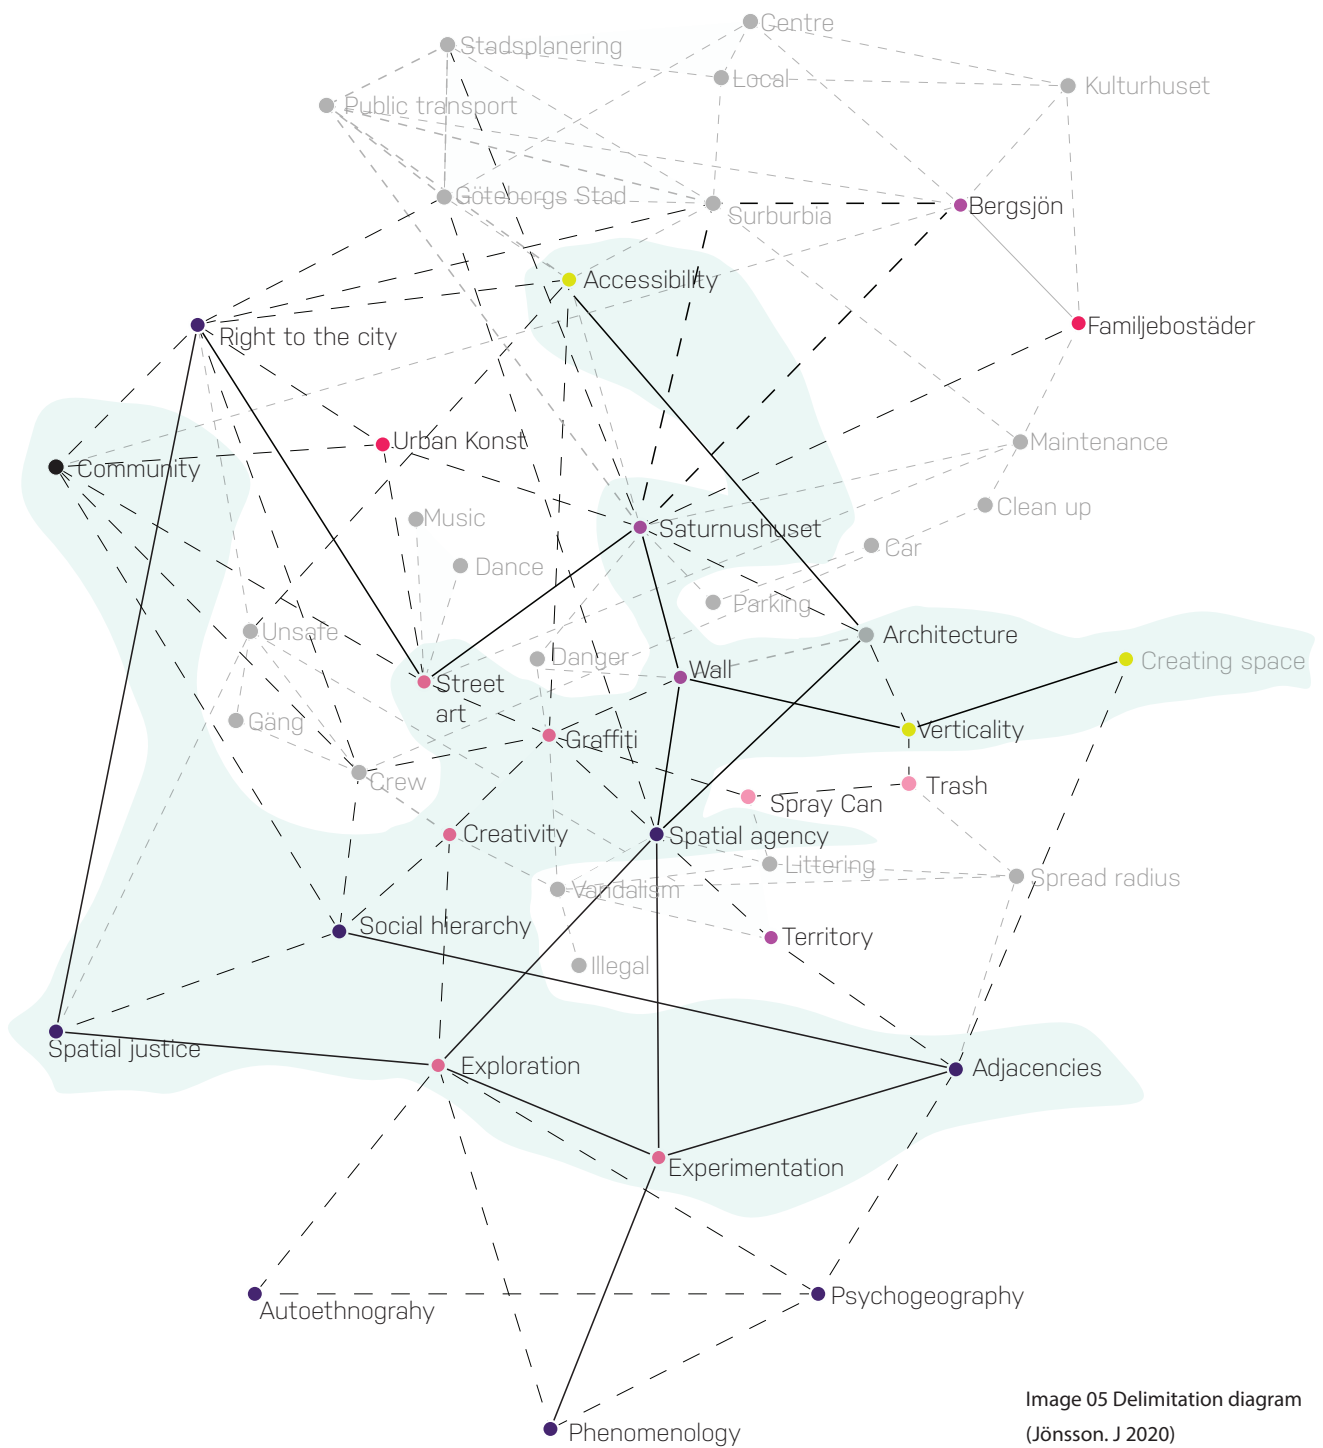 Centre
Stadsplanering
Local
Kulturhuset
Public transport
Göteborgs Stad
Surburbia
Bergsjön
Accessibility
Right to the city
Familjebostäder
Urban Konst
Maintenance
Community
Clean up
Music
Saturnushuset
Car
Dance
Parking
Unsafe
Architecture
Danger
Creating space
Wall
Street
art
Gäng
Verticality
Graffiti
Crew
Trash
Spray Can
Creativity
Spatial agency
Littering
Vandalism
Spread radius
Social hierarchy
Territory
Illegal
Spatial justice
Exploration
Adjacencies
Experimentation
Psychogeography
Autoethnograhy
Image 05 Delimitation diagram
(Jönsson. J 2020)
Phenomenology